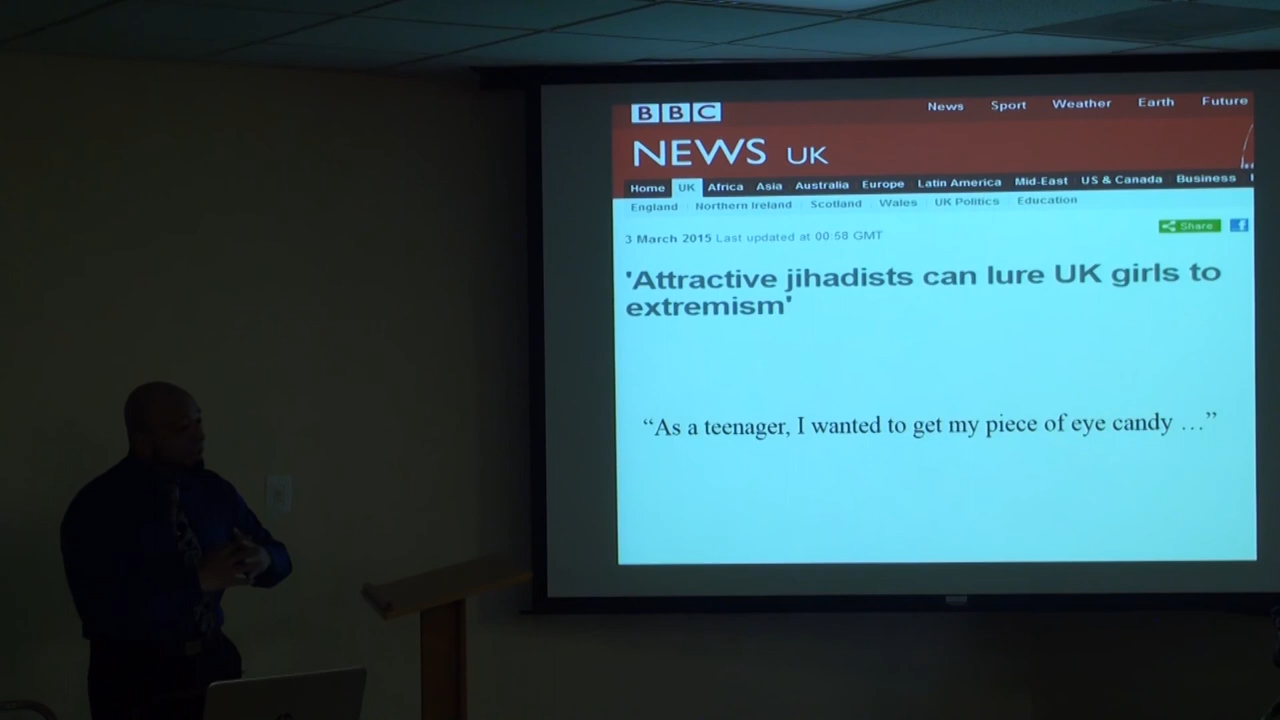 BBC
News Sport Weather Earth Future
NEWS UK
Home UK Africa Asia Australia Europe Latin America Mid-East US & Canada Business
England Northern Ireland Scotland Wales UK Politics Education
3 March 2015 Last updated at 00:58 GMT
Share f
'Attractive jihadists can lure UK girls to
extremism'
“As a teenager, I wanted to get my piece of eye candy …”